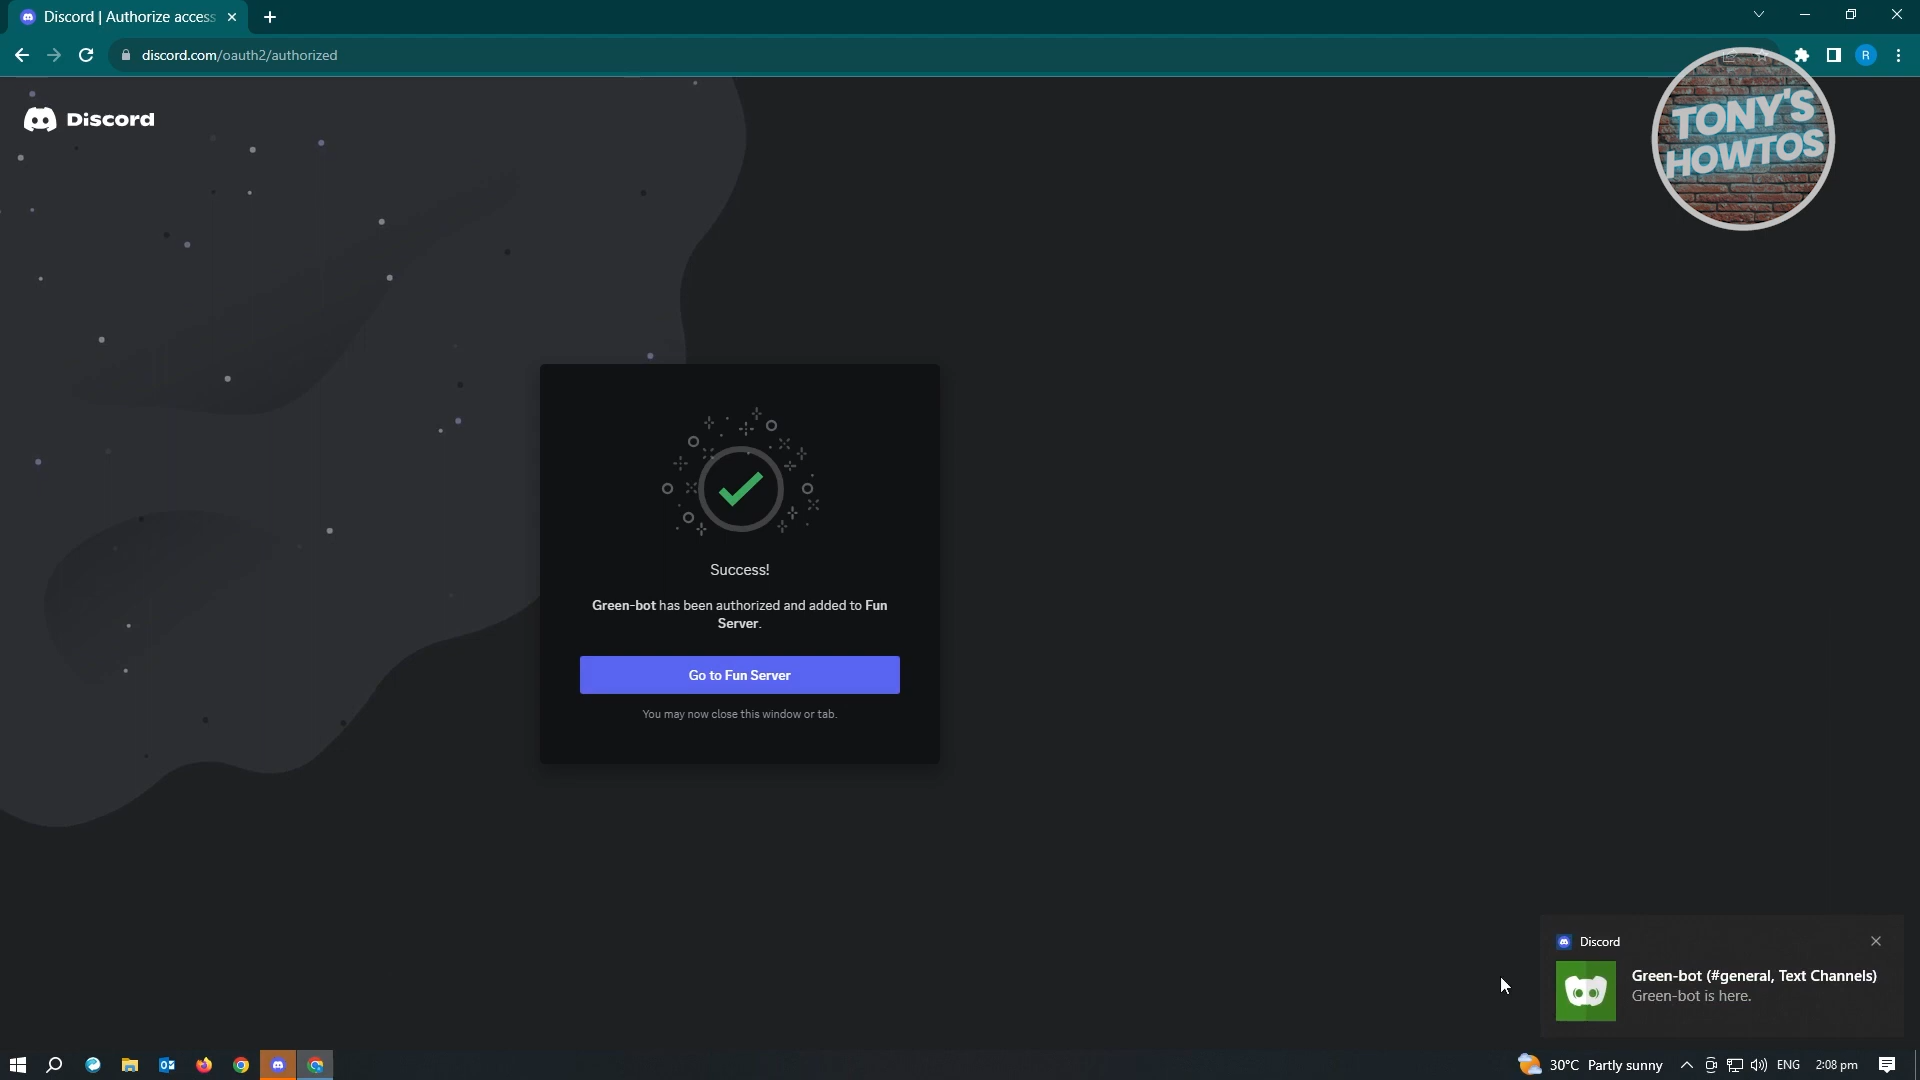 Discord | Authorize access
discord.com/oauth2/authorized
R
Discord
TONY'S
HOWTOS
Success!
Green-bot has been authorized and added to Fun
Server.
Go to Fun Server
You may now close this window or tab.
Discord
Green-bot (#general, Text Channels)
Green-bot is here.
30°C Partly sunny
ENG
2:08 pm